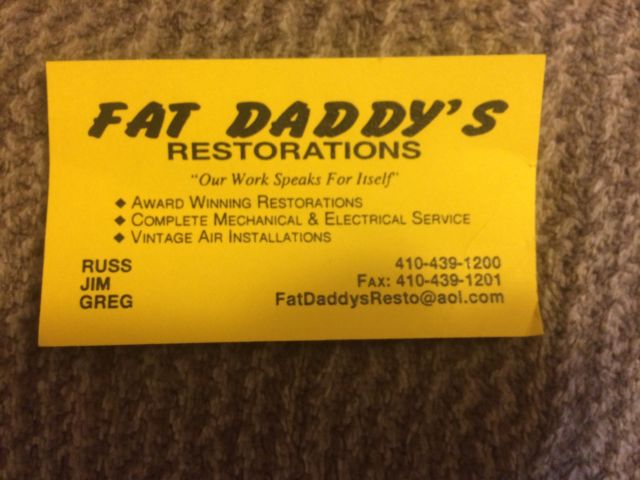 FAT DADDY'S
RESTORATIONS
"Our Work Speaks For Itself"
◆ AWARD WINNING RESTORATIONS
◆ COMPLETE MECHANICAL & ELECTRICAL SERVICE
◆ VINTAGE AIR INSTALLATIONS
RUSS 410-439-1200
JIM FAX: 410-439-1201
GREG FatDaddysResto@aol.com